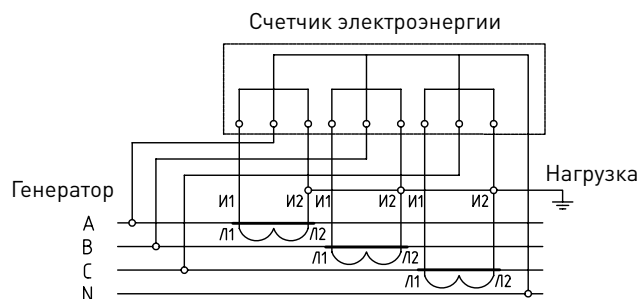 Счетчик электроэнергии
Генератор
Нагрузка
И1 И2 И1 И2 И1 И2
A
Л1 Л2
B
Л1 Л2
C
Л1 Л2
N